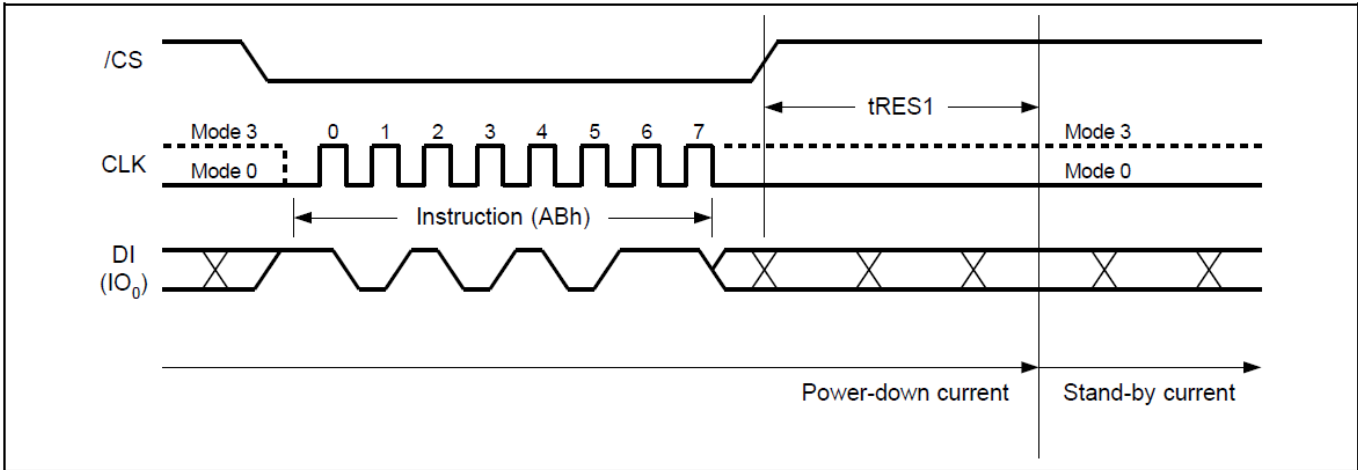 /CS
tRES1
Mode 3 0 1 2 3 4 5 6 7 Mode 3
CLK
Mode 0 Mode 0
Instruction (ABh)
DI
(IO₀)
Power-down current Stand-by current